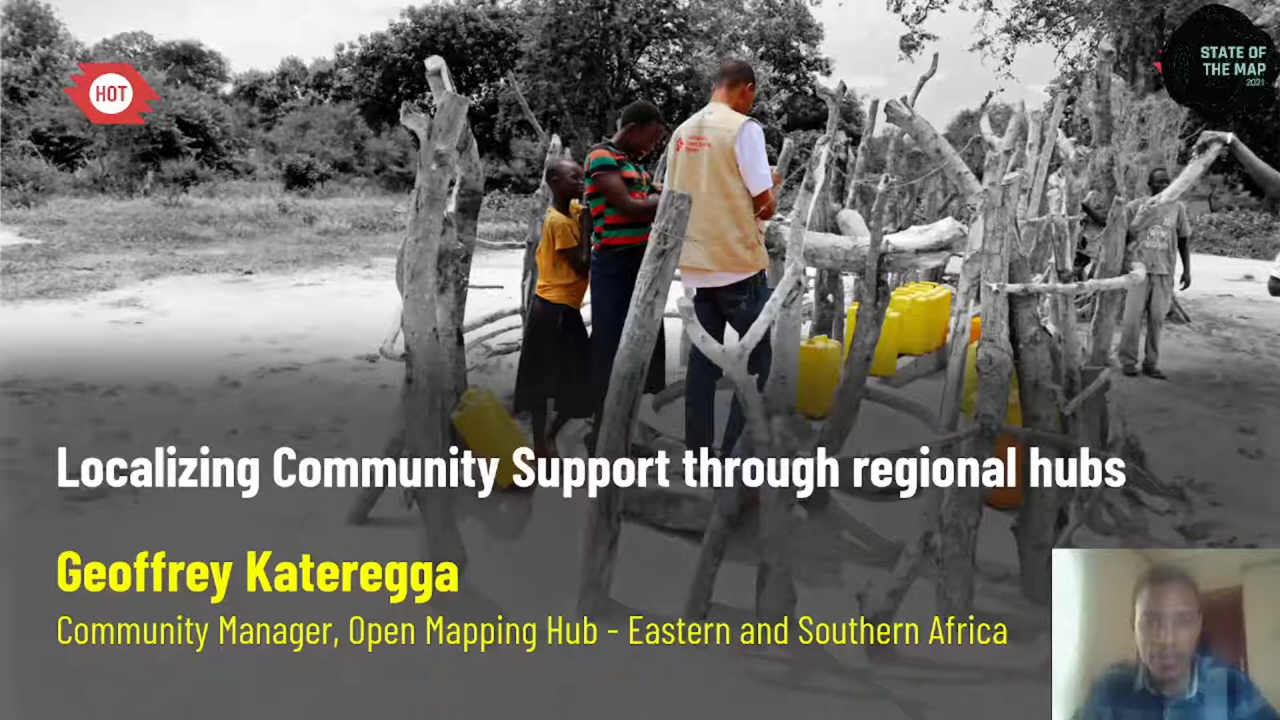 HOT
STATE OF
THE MAP
2021
Localizing Community Support through regional hubs
Geoffrey Kateregga
Community Manager, Open Mapping Hub - Eastern and Southern Africa